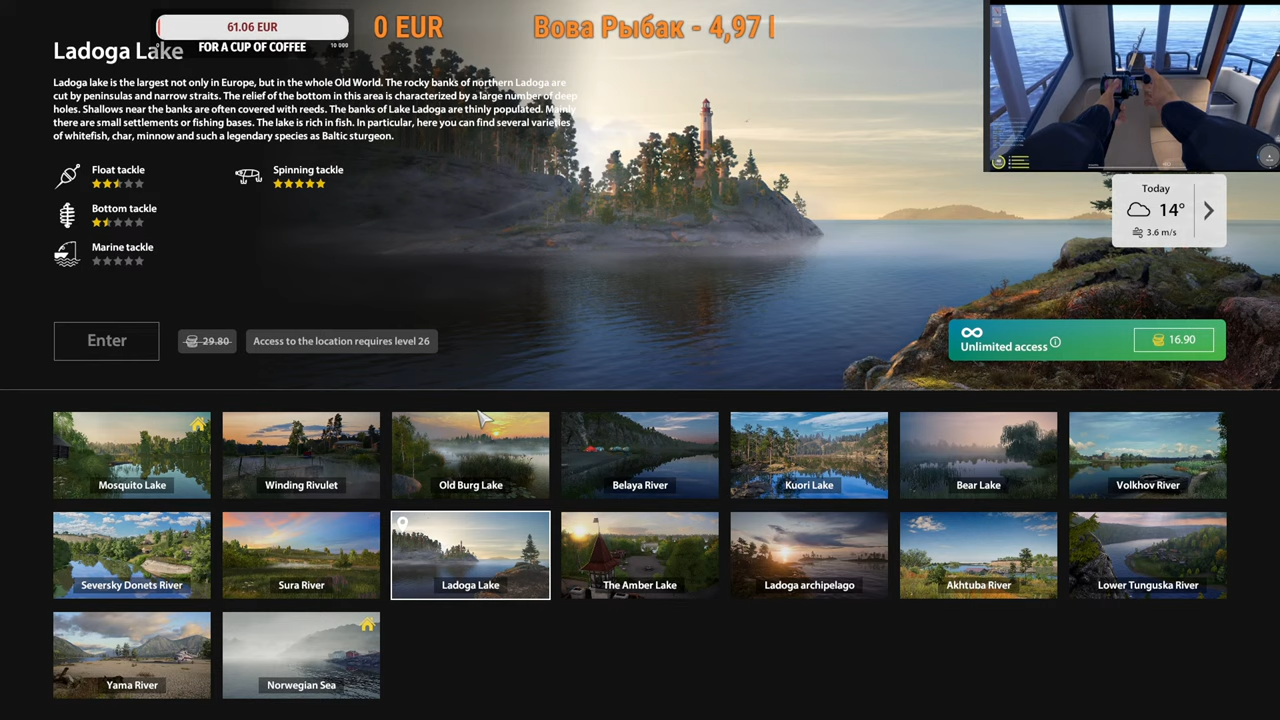 61.06 EUR
FOR A CUP OF COFFEE
10 000
0 EUR
Вова Рыбак - 4,97 l
Ladoga Lake
Ladoga lake is the largest not only in Europe, but in the whole Old World. The rocky banks of northern Ladoga are
cut by peninsulas and narrow straits. The relief of the bottom in this area is characterized by a large number of deep
holes. Shallows near the banks are often covered with reeds. The banks of Lake Ladoga are thinly populated. Mainly
there are small settlements or fishing bases. The lake is rich in fish. In particular, here you can find several varieties
of whitefish, char, minnow and such a legendary species as Baltic sturgeon.
Float tackle
Spinning tackle
Bottom tackle
Marine tackle
Today
14°
3.6 m/s
Enter
29.80
Access to the location requires level 26
Unlimited access
16.90
Mosquito Lake
Winding Rivulet
Old Burg Lake
Belaya River
Kuori Lake
Bear Lake
Volkhov River
Seversky Donets River
Sura River
Ladoga Lake
The Amber Lake
Ladoga archipelago
Akhtuba River
Lower Tunguska River
Yama River
Norwegian Sea